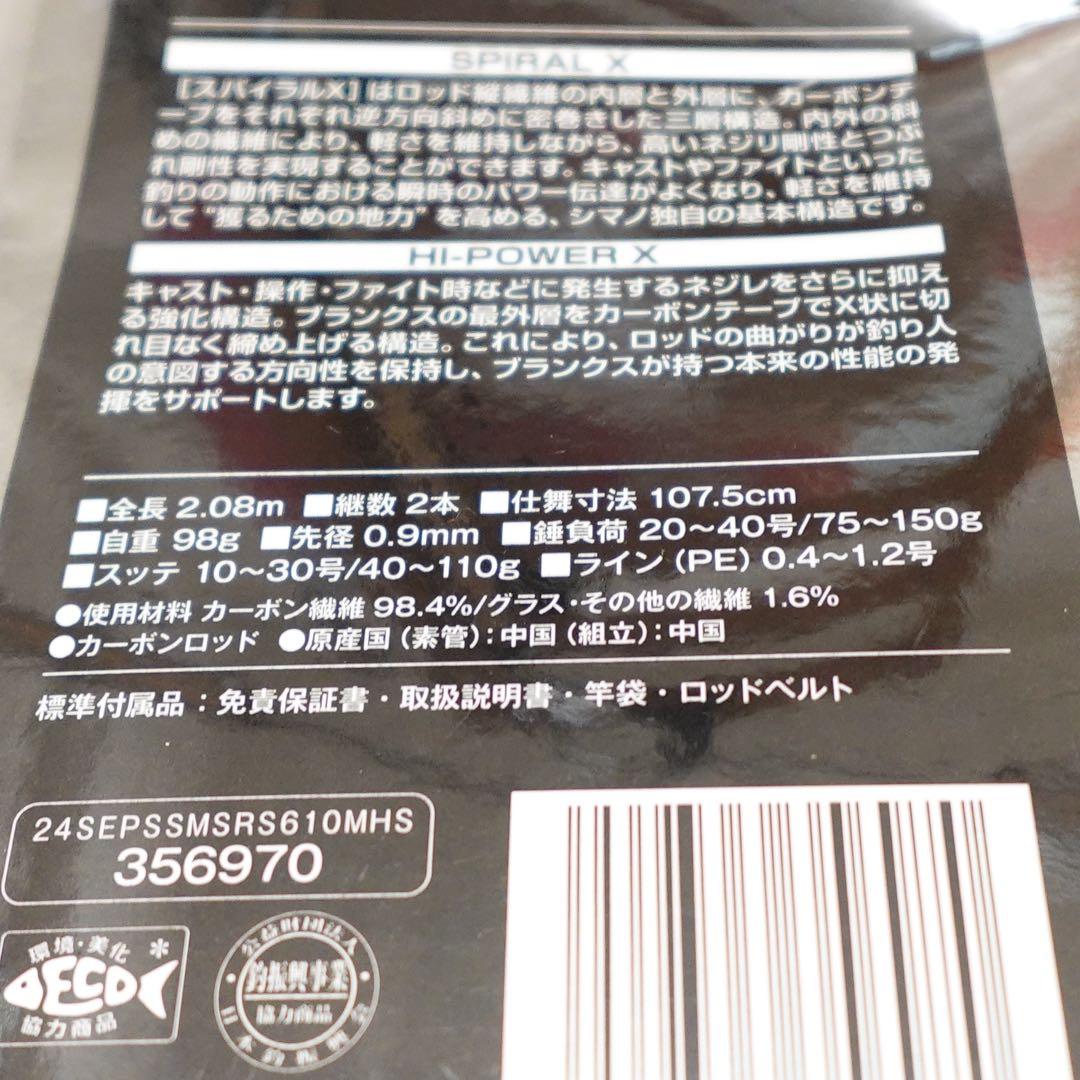 SPIRAL X
［スパイラルX］はロッド縦繊維の内層と外層に、カーボンテ
ープをそれぞれ逆方向斜めに密巻きした三層構造。内外の斜
めの繊維により、軽さを維持しながら、高いネジリ剛性とつぶ
れ剛性を実現することができます。キャストやファイトといった
釣りの動作における瞬時のパワー伝達がよくなり、軽さを維持
して“獲るための地力”を高める、シマノ独自の基本構造です。
HI-POWER X
キャスト・操作・ファイト時などに発生するネジレをさらに抑え
る強化構造。ブランクスの最外層をカーボンテープでX状に切
れ目なく締め上げる構造。これにより、ロッドの曲がりが釣り人
の意図する方向性を保持し、ブランクスが持つ本来の性能の発
揮をサポートします。
■全長 2.08m ■継数 2本 ■仕舞寸法 107.5cm
■自重 98g ■先径 0.9mm ■錘負荷 20～40号/75～150g
■スッテ 10～30号/40～110g ■ライン（PE）0.4～1.2号
●使用材料 カーボン繊維 98.4%/グラス・その他の繊維 1.6%
●カーボンロッド ●原産国（素管）：中国（組立）：中国
標準付属品：免責保証書・取扱説明書・竿袋・ロッドベルト
24SEPSSMSRS610MHS
356970
環境・美化
ECO
協力商品
公益財団法人
釣振興事業
協力商品
日本釣振興会